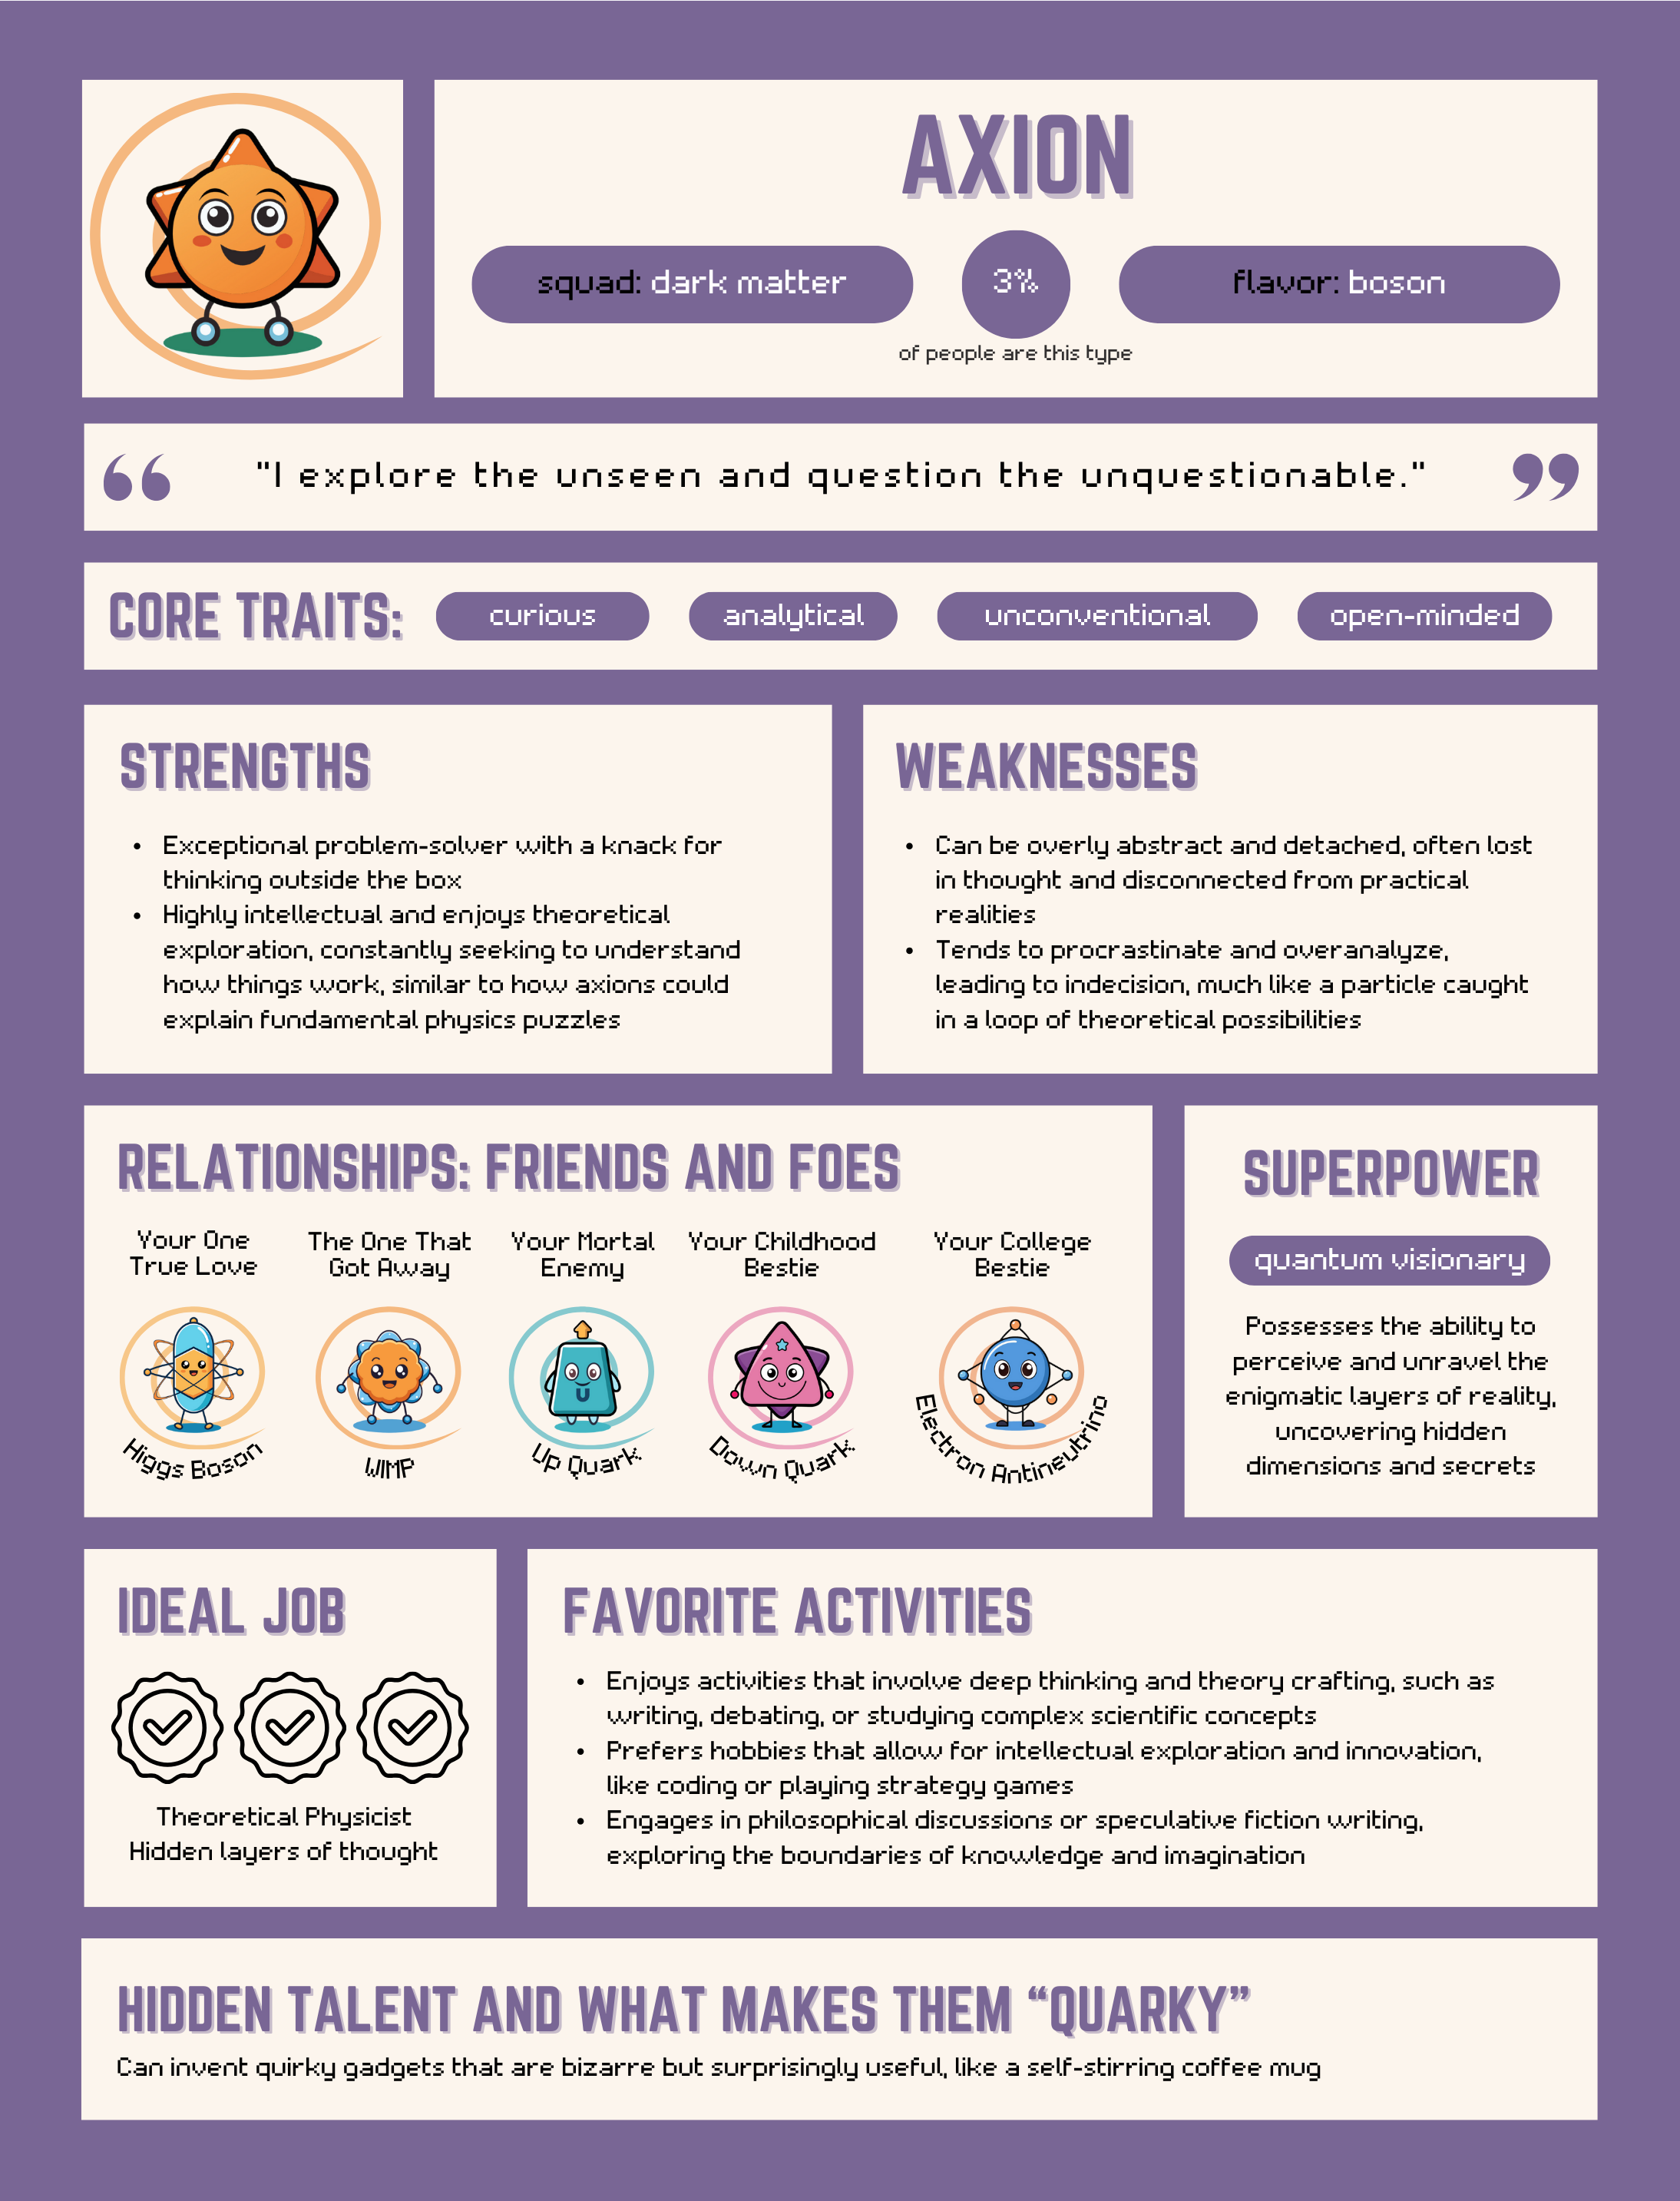 AXION
squad: dark matter
3%
flavor: boson
of people are this type
"I explore the unseen and question the unquestionable."
CORE TRAITS:
curious
analytical
unconventional
open-minded
STRENGTHS
• Exceptional problem-solver with a knack for
thinking outside the box
• Highly intellectual and enjoys theoretical
exploration, constantly seeking to understand
how things work, similar to how axions could
explain fundamental physics puzzles
WEAKNESSES
• Can be overly abstract and detached, often lost
in thought and disconnected from practical
realities
• Tends to procrastinate and overanalyze,
leading to indecision, much like a particle caught
in a loop of theoretical possibilities
RELATIONSHIPS: FRIENDS AND FOES
Your One
True Love
Higgs Boson
The One That
Got Away
WIMP
Your Mortal
Enemy
U
Up Quark
Your Childhood
Bestie
Down Quark
Your College
Bestie
Electron Antineutrino
SUPERPOWER
quantum visionary
Possesses the ability to
perceive and unravel the
enigmatic layers of reality,
uncovering hidden
dimensions and secrets
IDEAL JOB
Theoretical Physicist
Hidden layers of thought
FAVORITE ACTIVITIES
• Enjoys activities that involve deep thinking and theory crafting, such as
writing, debating, or studying complex scientific concepts
• Prefers hobbies that allow for intellectual exploration and innovation,
like coding or playing strategy games
• Engages in philosophical discussions or speculative fiction writing,
exploring the boundaries of knowledge and imagination
HIDDEN TALENT AND WHAT MAKES THEM “QUARKY”
Can invent quirky gadgets that are bizarre but surprisingly useful, like a self-stirring coffee mug